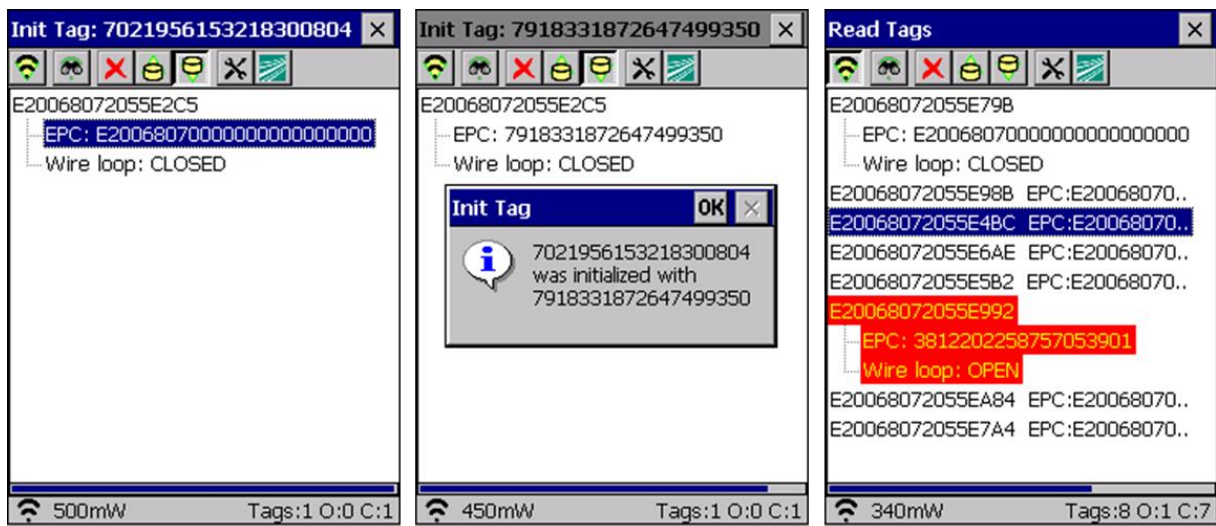 Init Tag: 7021956153218300804
E20068072055E2C5
EPC: E20068070000000000000000
Wire loop: CLOSED
500mW Tags:1 O:0 C:1
Init Tag: 7918331872647499350
E20068072055E2C5
EPC: 7918331872647499350
Wire loop: CLOSED
Init Tag OK
7021956153218300804
was initialized with
7918331872647499350
450mW Tags:1 O:0 C:1
Read Tags
E20068072055E79B
EPC: E20068070000000000000000
Wire loop: CLOSED
E20068072055E98B EPC:E20068070..
E20068072055E4BC EPC:E20068070..
E20068072055E6AE EPC:E20068070..
E20068072055E5B2 EPC:E20068070..
E20068072055E992
EPC: 3812202258757053901
Wire loop: OPEN
E20068072055EA84 EPC:E20068070..
E20068072055E7A4 EPC:E20068070..
340mW Tags:8 O:1 C:7